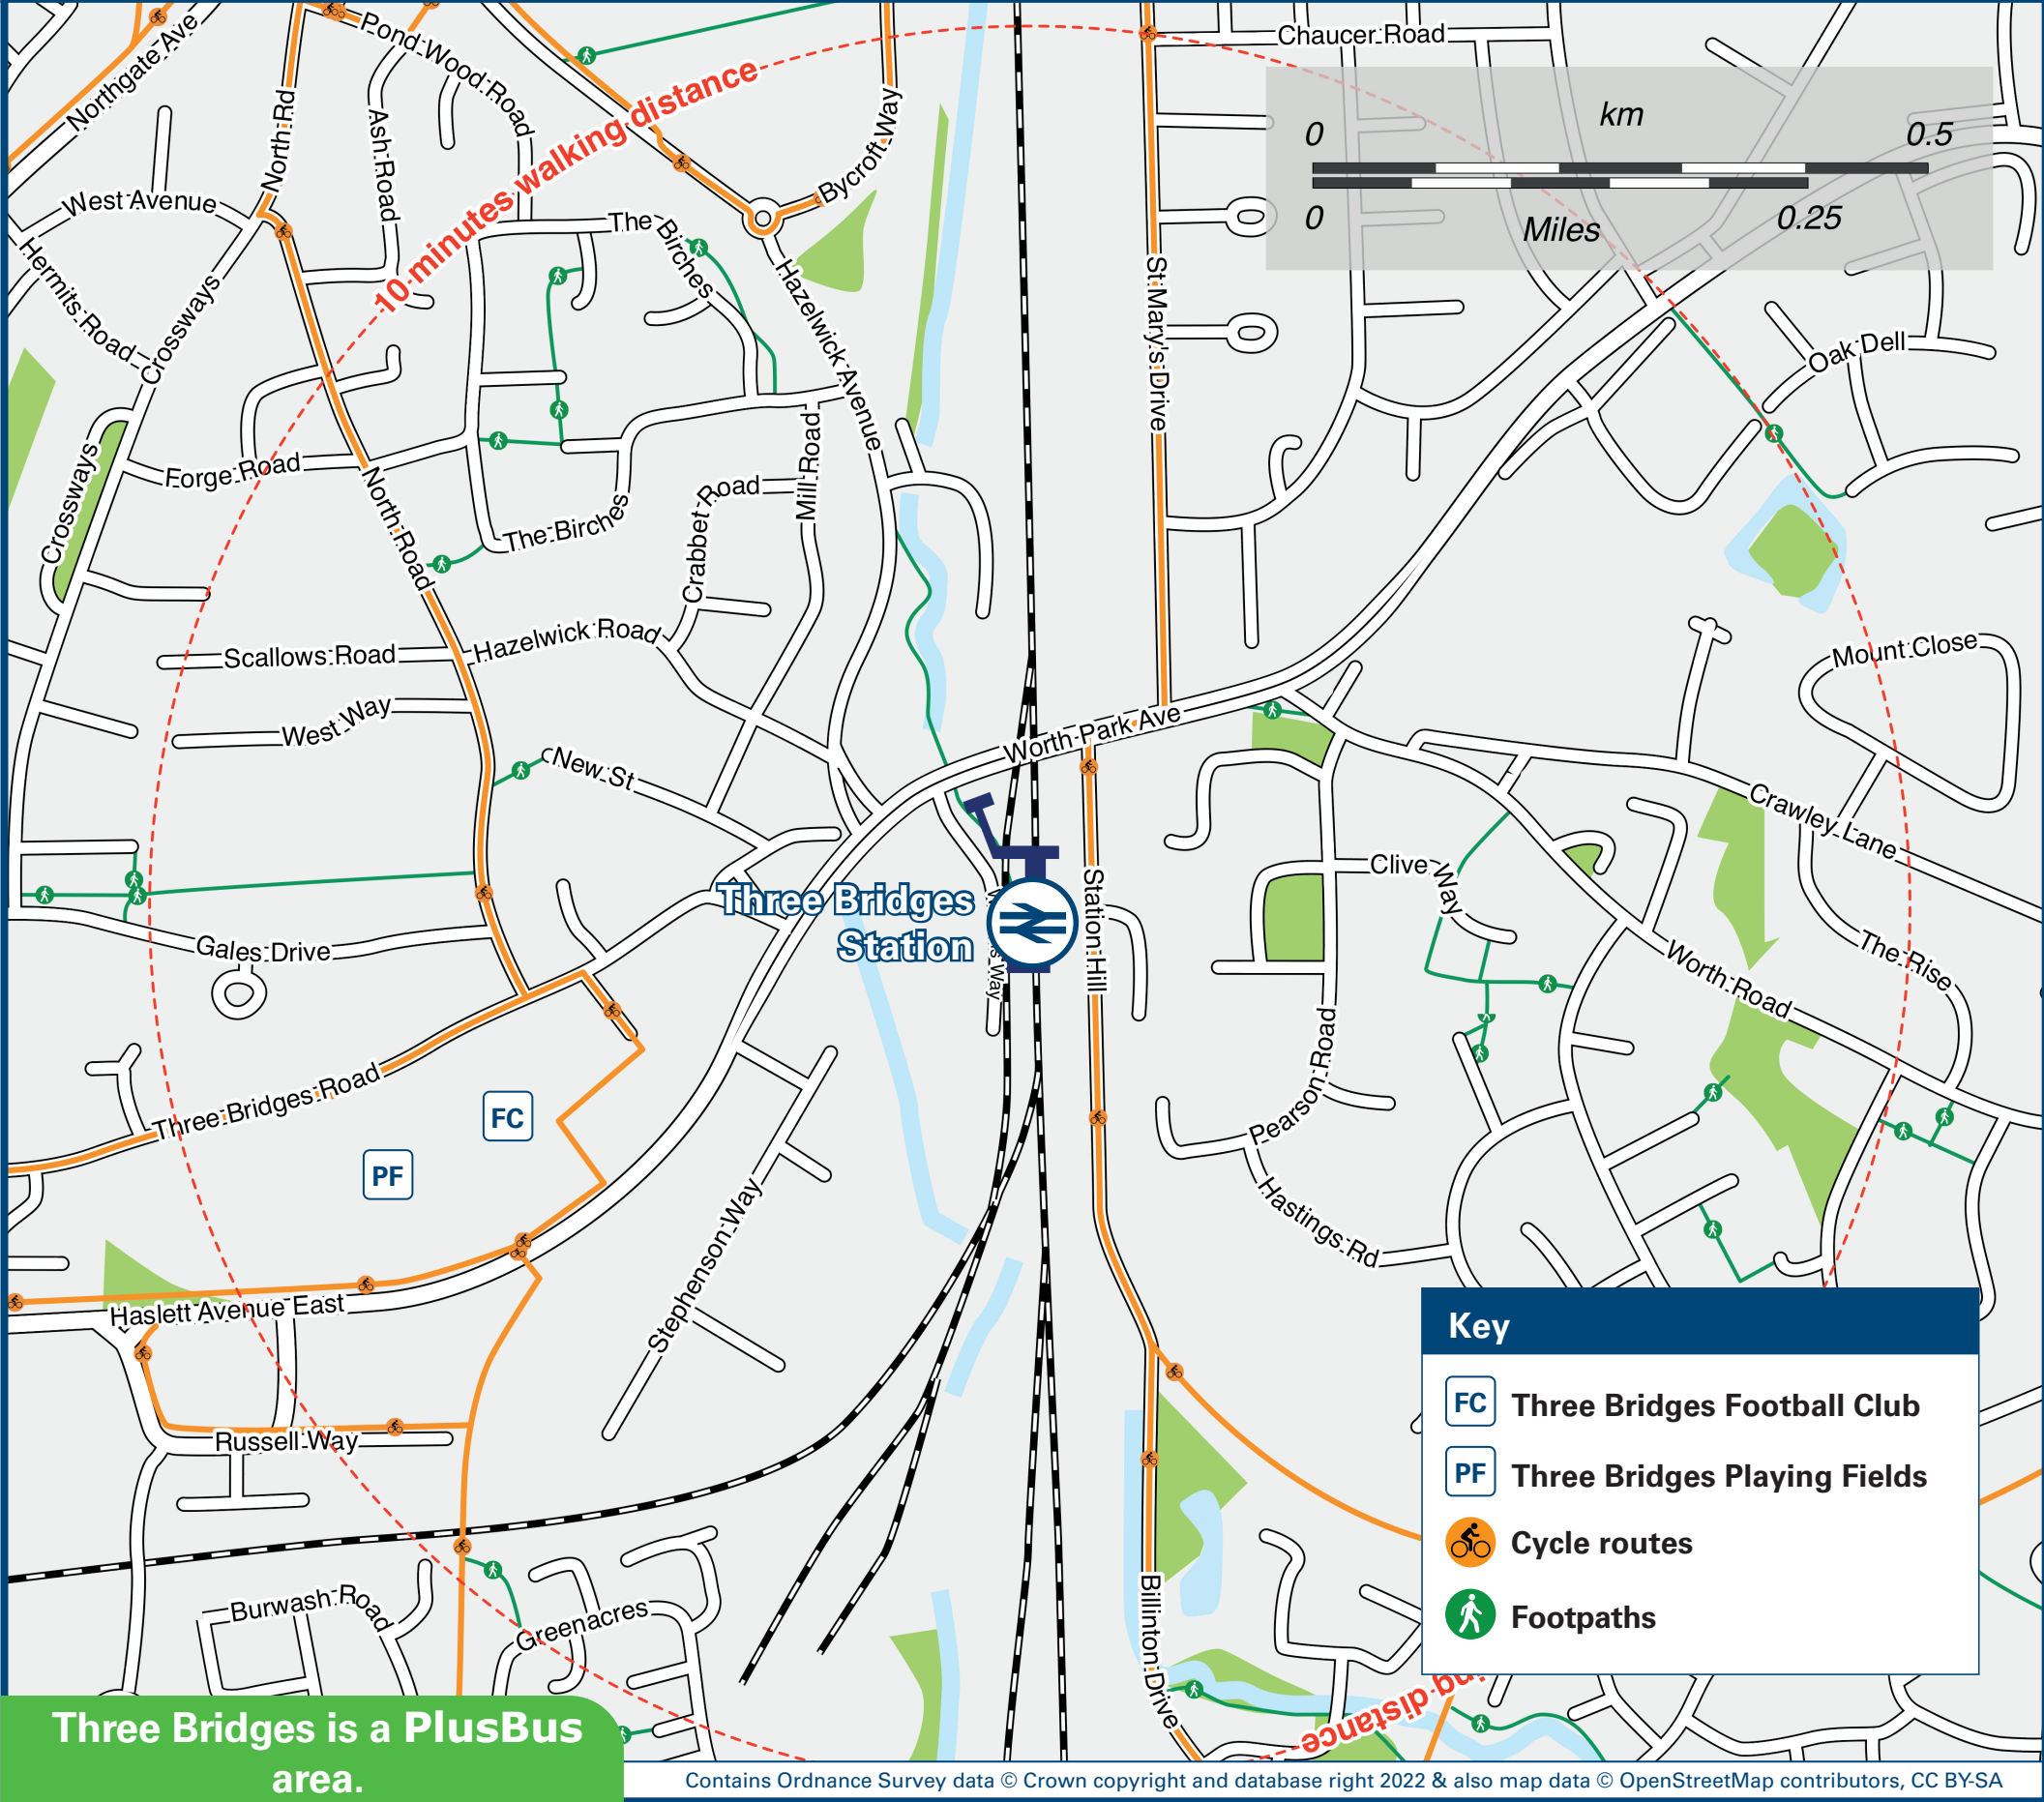 Northgate Ave
Pond Wood Road
North Rd
Ash Road
10 minutes walking distance
Bycroft Way
Chaucer Road
km
0
0.5
0
0.25
Miles
West Avenue
The Birches
Hermits Road
Crossways
Hazelwick Avenue
St Mary's Drive
Oak Dell
Crossways
Forge Road
North Road
Mill Road
Crabbet Road
The Birches
Scallows Road
Hazelwick Road
Mount Close
West Way
New St
Worth Park Ave
Crawley Lane
Clive Way
Three Bridges
Station
Station Hill
Gales Drive
The Rise
Worth Road
Three Bridges Road
FC
PF
Pearson Road
Hastings Rd
Stephenson Way
Haslett Avenue East
Russell Way
Burwash Road
Greenacres
Billinton Drive
Key
FC Three Bridges Football Club
PF Three Bridges Playing Fields
Cycle routes
Footpaths
distance
Three Bridges is a PlusBus
area.
Contains Ordnance Survey data © Crown copyright and database right 2022 & also map data © OpenStreetMap contributors, CC BY-SA